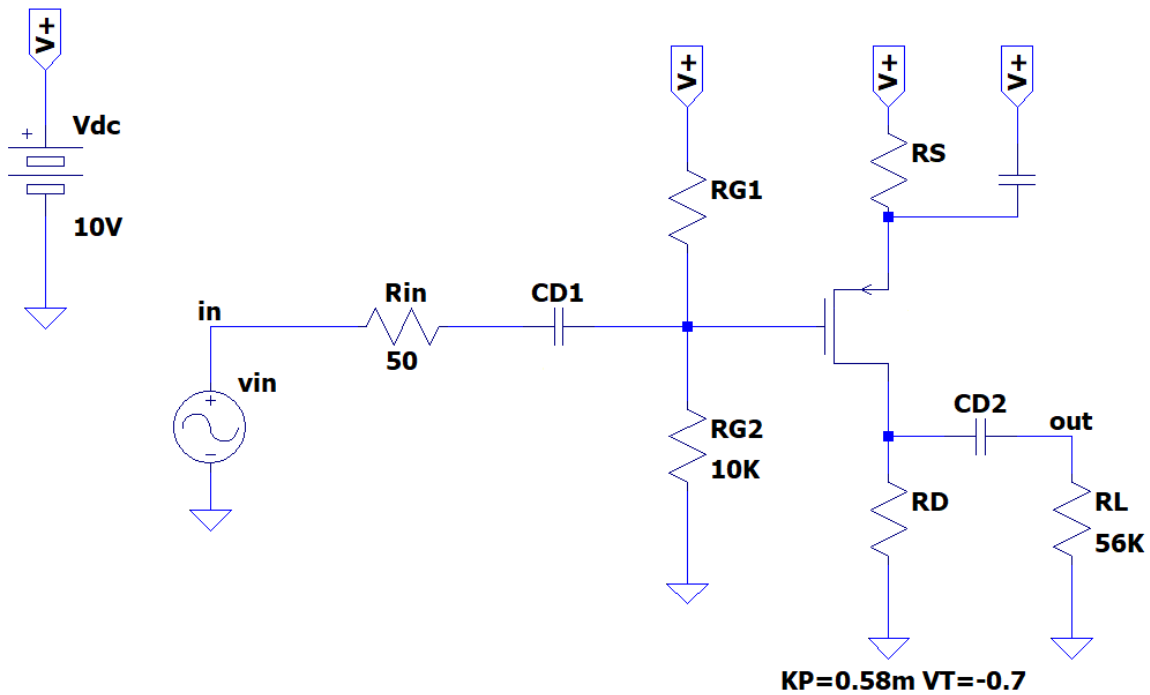 V+
Vdc
+
10V
in
vin
+
−
Rin
50
CD1
V+
RG1
RG2
10K
V+
RS
V+
CD2
out
RD
RL
56K
KP=0.58m VT=-0.7